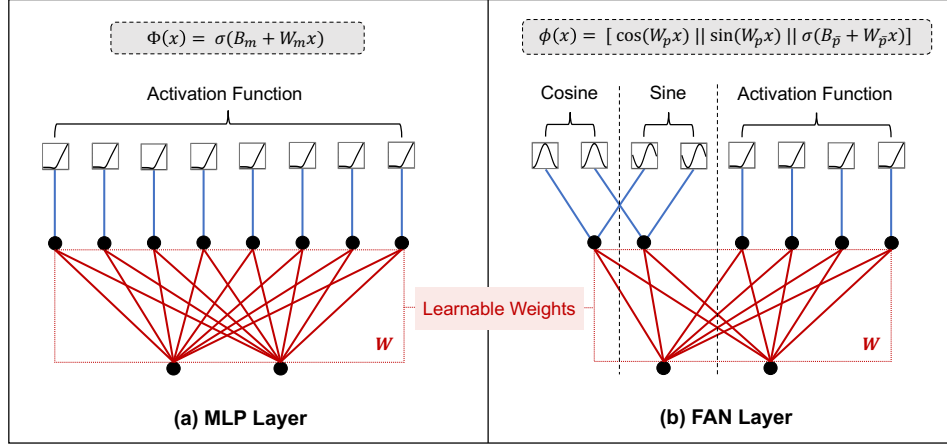 Φ(x) = σ(B_m + W_m x)
Activation Function
W
(a) MLP Layer
Learnable Weights
ϕ(x) = [ cos(W_p x) || sin(W_p x) || σ(B_p̄ + W_p̄ x)]
Cosine
Sine
Activation Function
W
(b) FAN Layer